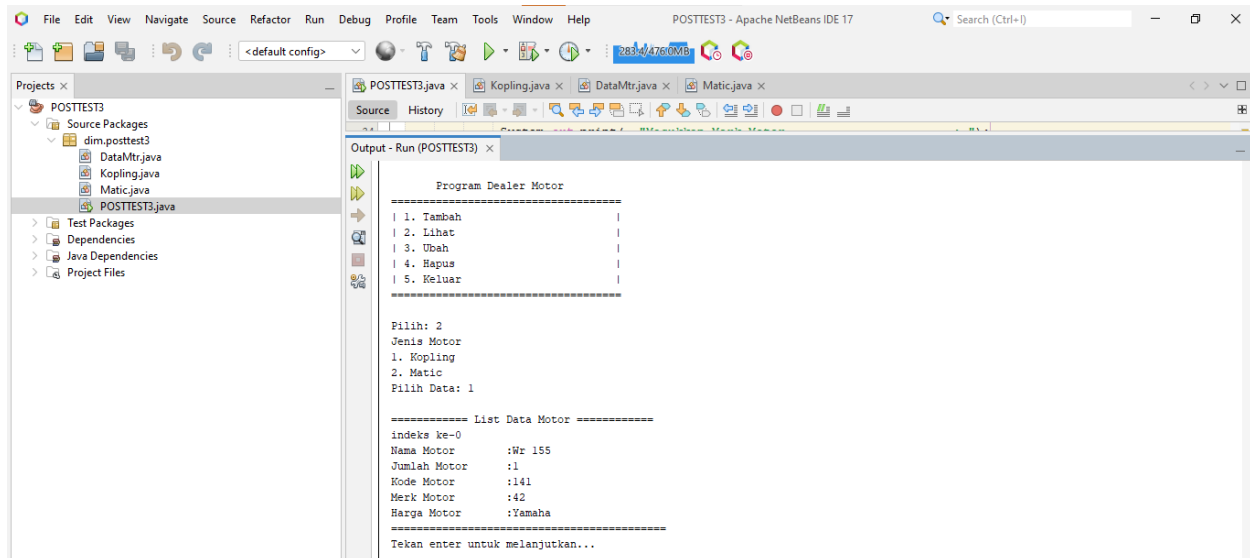 File Edit View Navigate Source Refactor Run Debug Profile Team Tools Window Help POSTTEST3 - Apache NetBeans IDE 17 Search (Ctrl+I)
<default config> 283.4/476.0MB
Projects
POSTTEST3
Source Packages
dim.posttest3
DataMtr.java
Kopling.java
Matic.java
POSTTEST3.java
Test Packages
Dependencies
Java Dependencies
Project Files
POSTTEST3.java Kopling.java DataMtr.java Matic.java
Source History
Output - Run (POSTTEST3)
Program Dealer Motor
====================================
| 1. Tambah |
| 2. Lihat |
| 3. Ubah |
| 4. Hapus |
| 5. Keluar |
====================================
Pilih: 2
Jenis Motor
1. Kopling
2. Matic
Pilih Data: 1
============ List Data Motor ============
indeks ke-0
Nama Motor :Wr 155
Jumlah Motor :1
Kode Motor :141
Merk Motor :42
Harga Motor :Yamaha
===========================================
Tekan enter untuk melanjutkan...